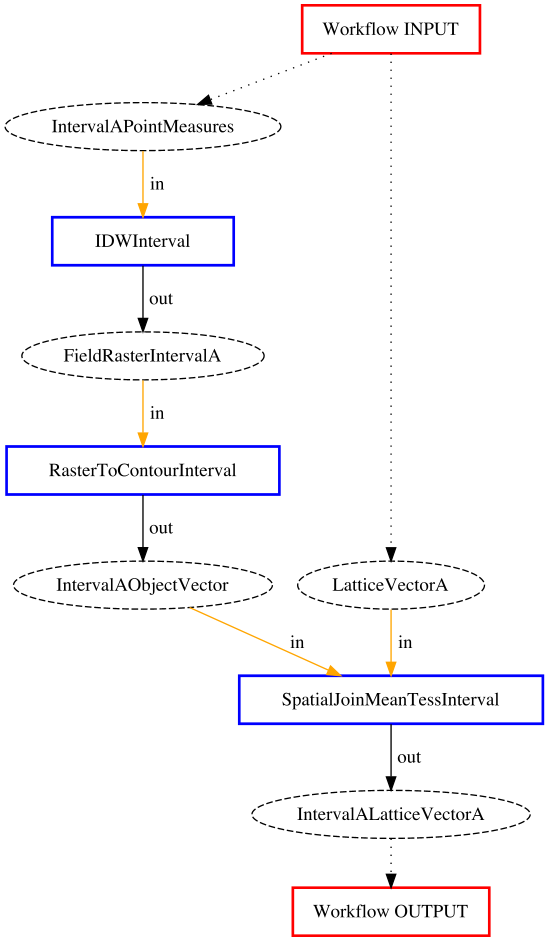 Workflow INPUT
IntervalAPointMeasures
in
IDWInterval
out
FieldRasterIntervalA
in
RasterToContourInterval
out
IntervalAObjectVector
LatticeVectorA
in
in
SpatialJoinMeanTessInterval
out
IntervalALatticeVectorA
Workflow OUTPUT